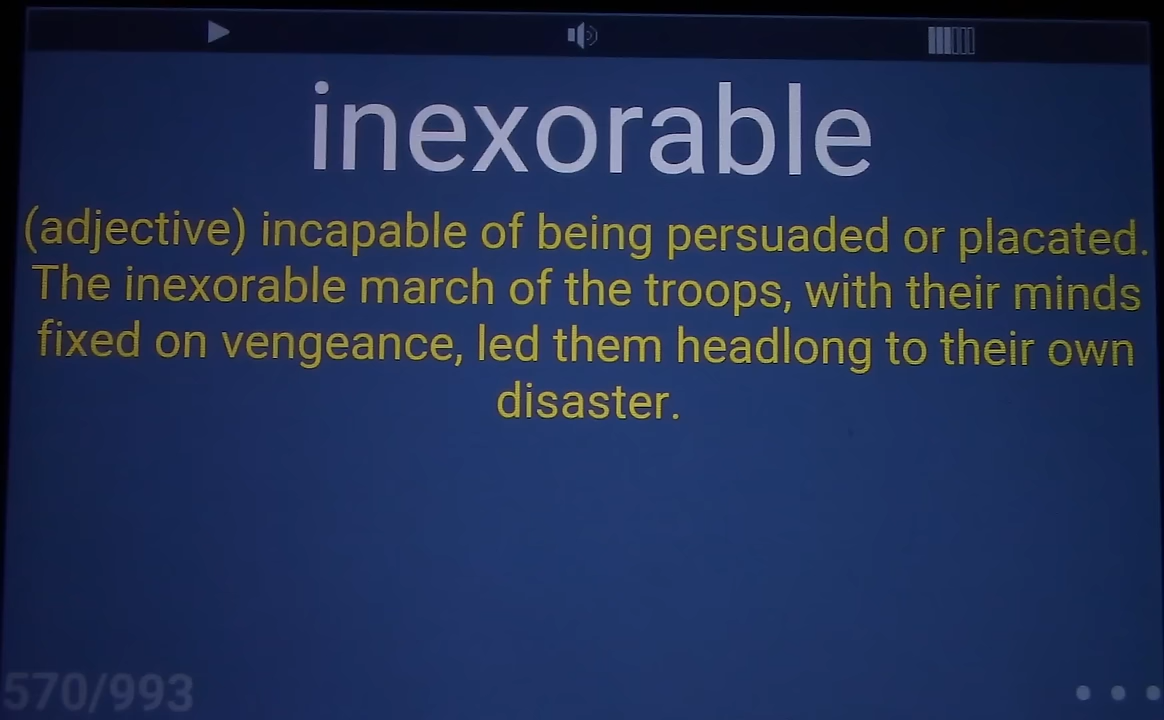 inexorable
(adjective) incapable of being persuaded or placated.
The inexorable march of the troops, with their minds
fixed on vengeance, led them headlong to their own
disaster.
570/993